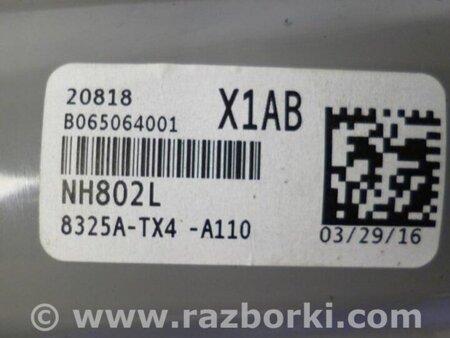 20818
B065064001
X1AB
NH802L
8325A-TX4 -A110
03/29/16
© - www.razborki.com